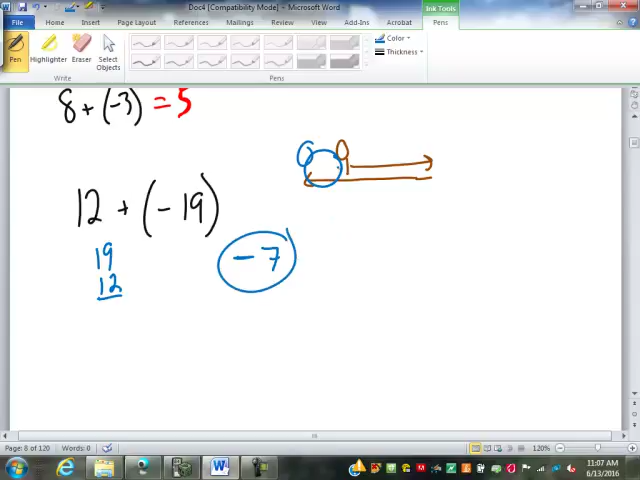 Doc4 [Compatibility Mode] - Microsoft Word
Ink Tools
File
Home
Insert
Page Layout
References
Mailings
Review
View
Add-Ins
Acrobat
Pens
Pen
Highlighter
Eraser
Select Objects
Color
Thickness
Write
Pens
8 + (-3) = 5
12 + (-19)
19
12
-7
Page: 8 of 120
Words: 0
120%
11:07 AM
6/13/2016